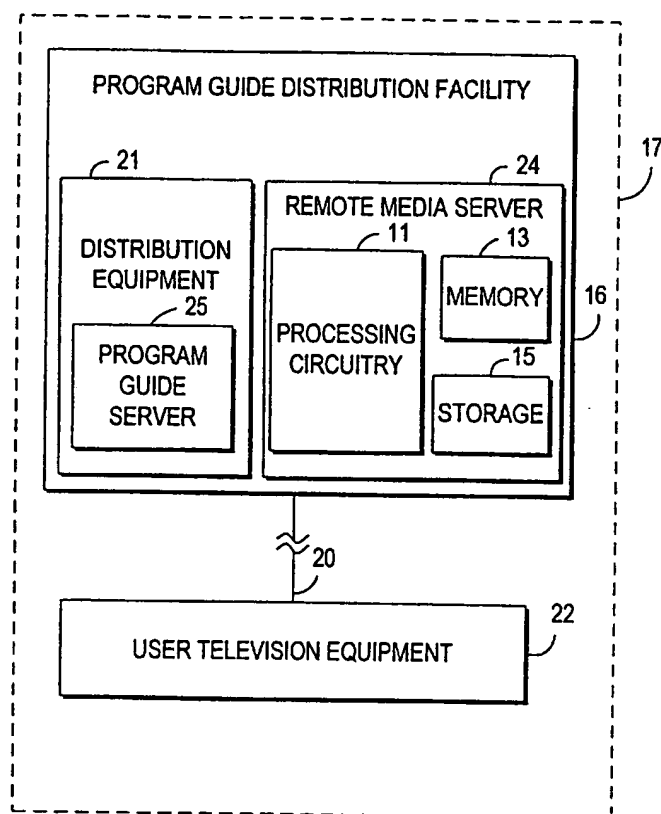 PROGRAM GUIDE DISTRIBUTION FACILITY
17
21
24
DISTRIBUTION
EQUIPMENT
REMOTE MEDIA SERVER
11
13
MEMORY
16
25
PROGRAM
GUIDE
SERVER
PROCESSING
CIRCUITRY
15
STORAGE
20
USER TELEVISION EQUIPMENT
22